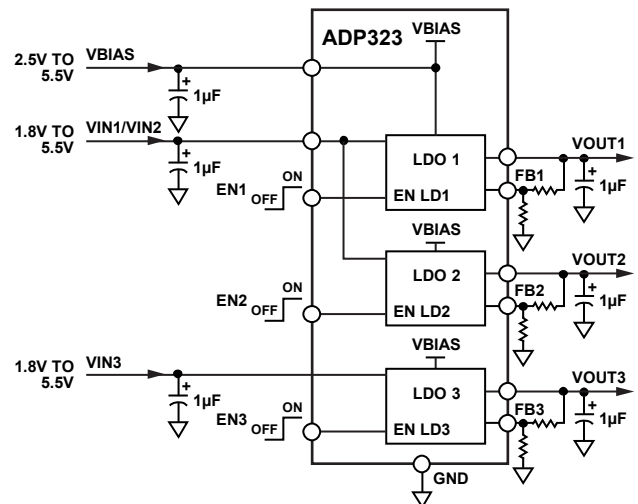 ADP323
VBIAS
2.5V TO
5.5V
VBIAS
+
1µF
1.8V TO
5.5V
VIN1/VIN2
+
1µF
LDO 1
EN LD1
EN1
ON
OFF
VOUT1
FB1
+
1µF
VBIAS
LDO 2
EN LD2
EN2
ON
OFF
VOUT2
FB2
+
1µF
VBIAS
1.8V TO
5.5V
VIN3
+
1µF
LDO 3
EN LD3
EN3
ON
OFF
VOUT3
FB3
+
1µF
GND